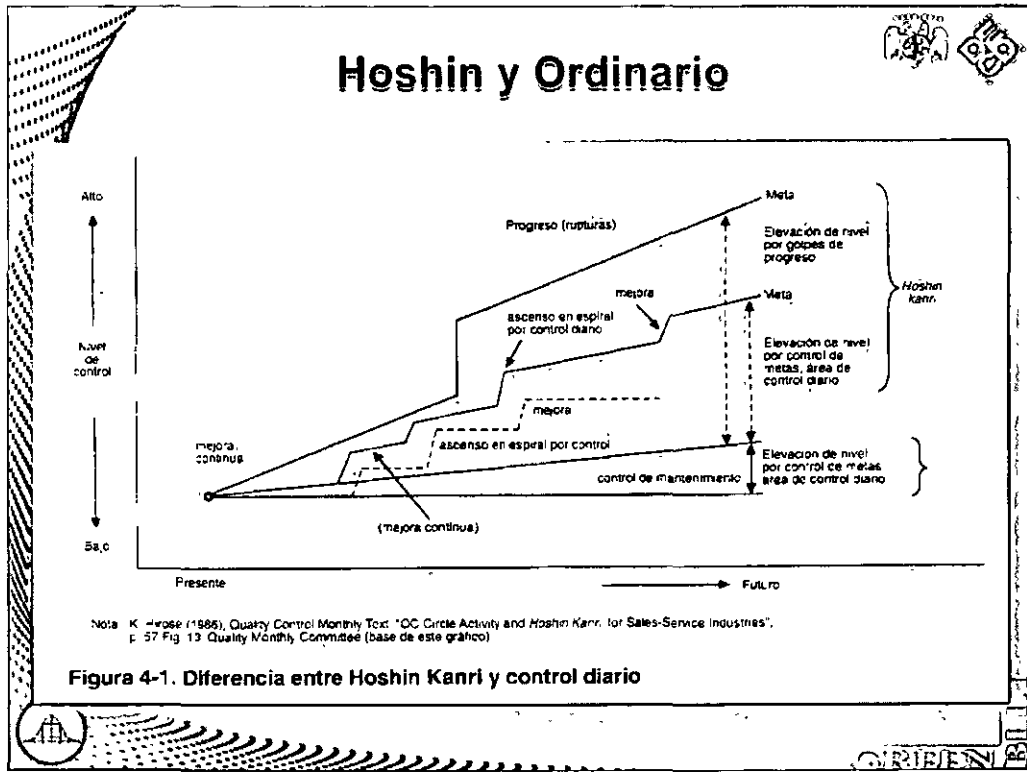 Hoshin y Ordinario
Alto
Nivel
de
control
Bajo
Progreso (rupturas)
Meta
Elevación de nivel
por golpes de
progreso
Hoshin
kanri
mejora
Meta
ascenso en espiral
por control diario
Elevación de nivel
por control de
metas, área de
control diario
mejora
mejora
continua
ascenso en espiral por control
control de mantenimiento
Elevación de nivel
por control de metas
área de control diario
(mejora continua)
Presente
Futuro
Nota K. Hirose (1986), Quality Control Monthly Text "QC Circle Activity and Hoshin Kanri for Sales-Service Industries",
p. 57 Fig. 13 Quality Monthly Committee (base de este gráfico)
Figura 4-1. Diferencia entre Hoshin Kanri y control diario